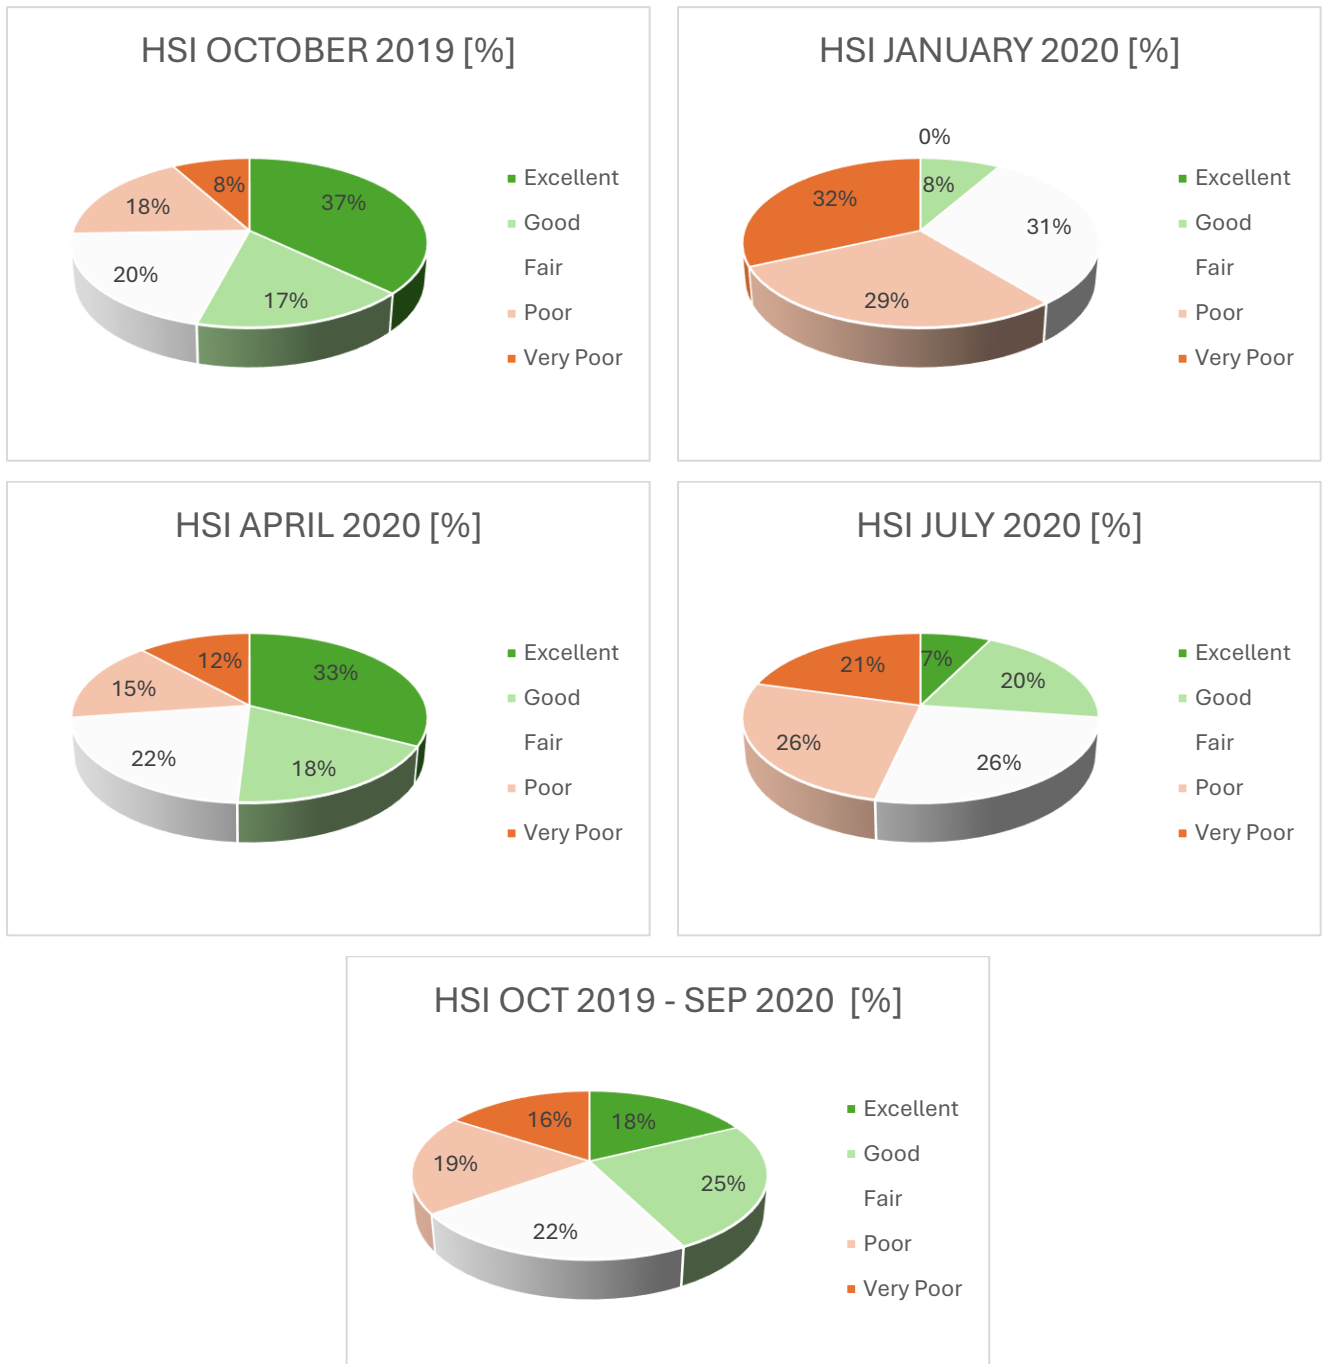 HSI OCTOBER 2019 [%]
8%
37%
18%
20%
17%
Excellent
Good
Fair
Poor
Very Poor
HSI JANUARY 2020 [%]
0%
8%
32%
31%
29%
Excellent
Good
Fair
Poor
Very Poor
HSI APRIL 2020 [%]
12%
33%
15%
22%
18%
Excellent
Good
Fair
Poor
Very Poor
HSI JULY 2020 [%]
21%
7%
20%
26%
26%
Excellent
Good
Fair
Poor
Very Poor
HSI OCT 2019 - SEP 2020 [%]
16%
18%
19%
25%
22%
Excellent
Good
Fair
Poor
Very Poor